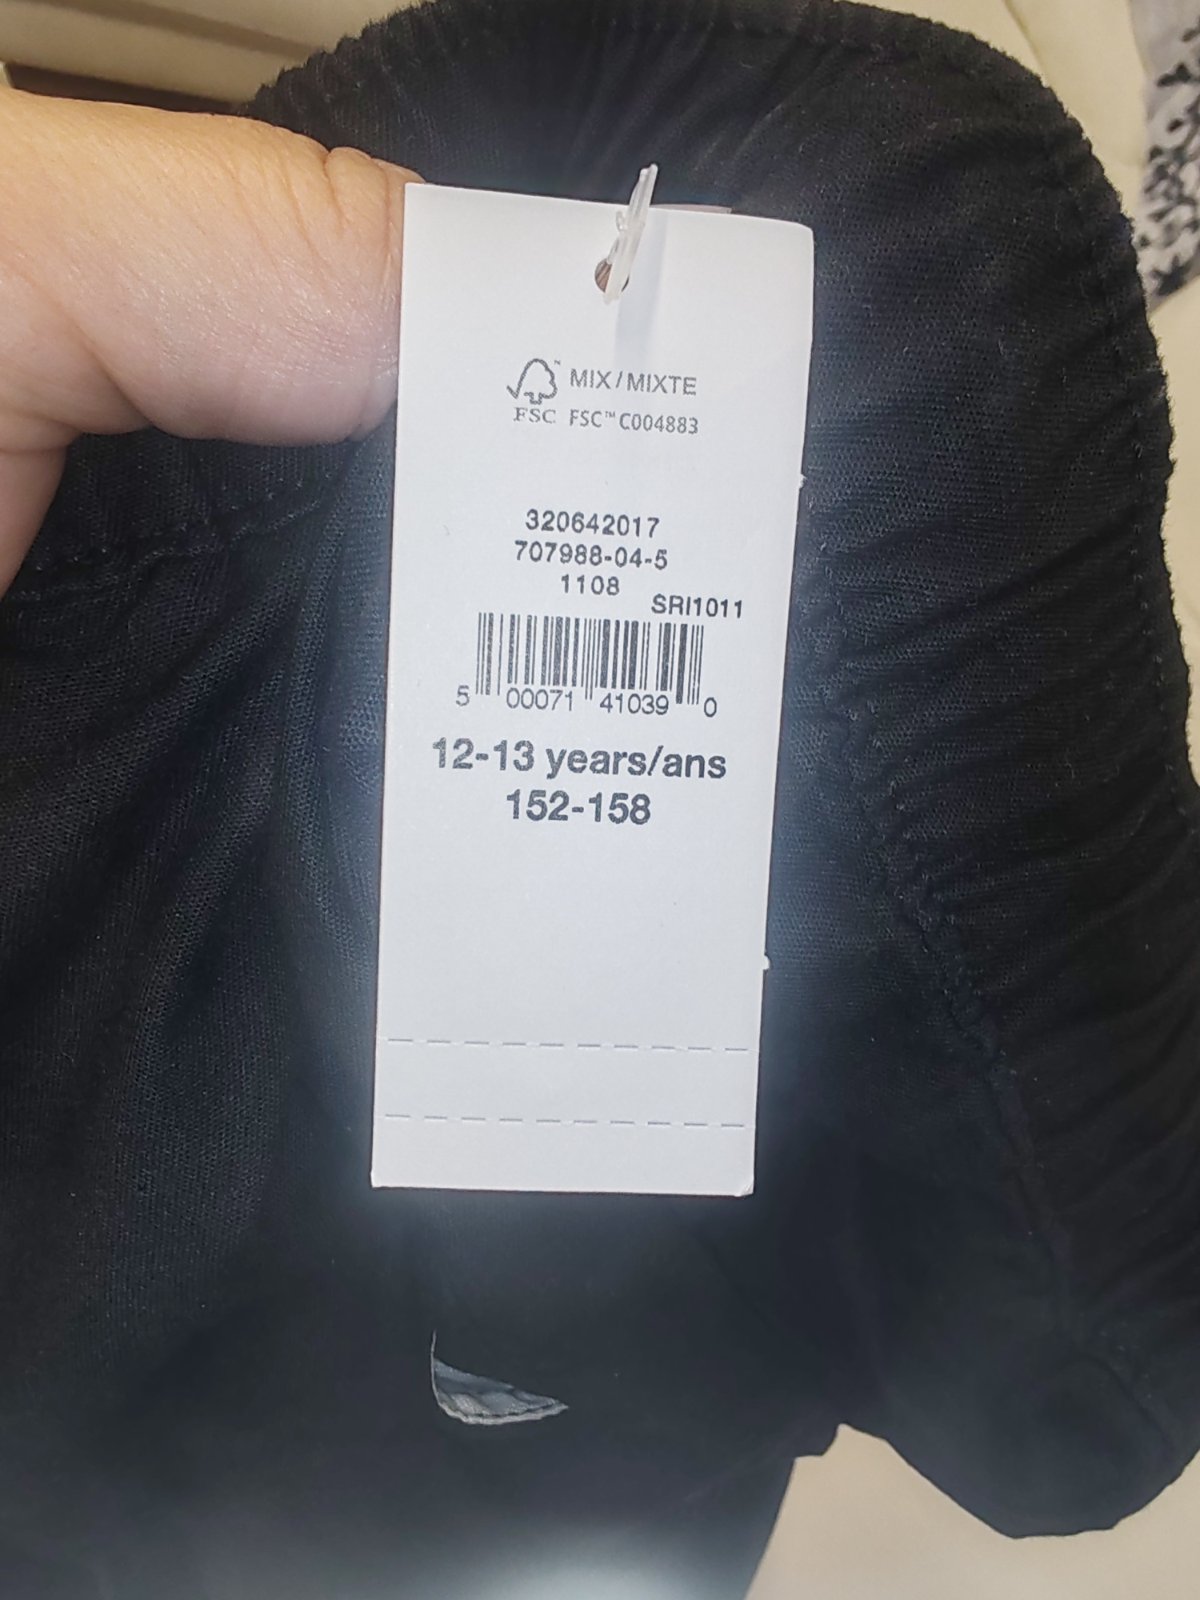 MIX/MIXTE
FSC FSC™ C004883
320642017
707988-04-5
1108
SRI1011
5 00071 41039 0
12-13 years/ans
152-158